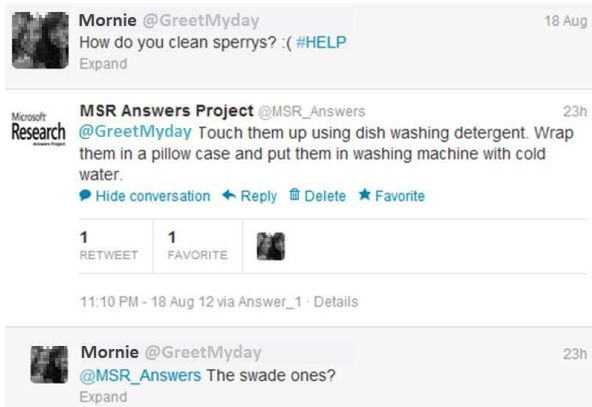 Mornie @GreetMyday 18 Aug
How do you clean sperrys? :( #HELP
Expand
Microsoft
Research
Answers Project
MSR Answers Project @MSR_Answers 23h
@GreetMyday Touch them up using dish washing detergent. Wrap
them in a pillow case and put them in washing machine with cold
water.
Hide conversation Reply Delete Favorite
1 1
RETWEET FAVORITE
11:10 PM - 18 Aug 12 via Answer_1 · Details
Mornie @GreetMyday 23h
@MSR_Answers The swade ones?
Expand